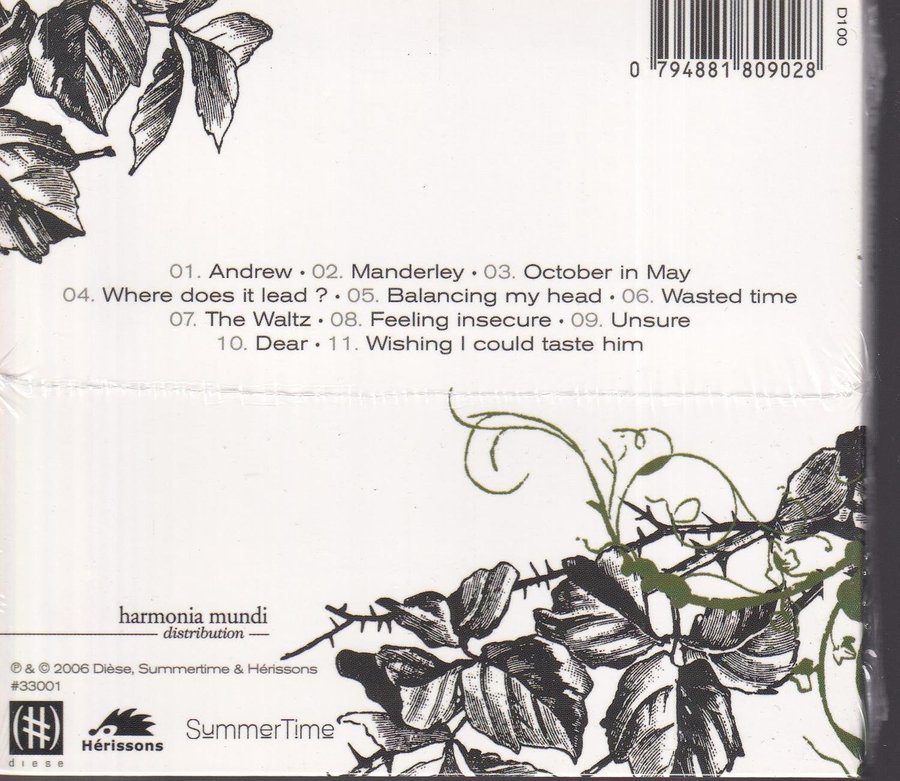 D100
0 794881 809028
01. Andrew • 02. Manderley • 03. October in May
04. Where does it lead ? • 05. Balancing my head • 06. Wasted time
07. The Waltz • 08. Feeling insecure • 09. Unsure
10. Dear • 11. Wishing I could taste him
harmonia mundi
distribution
℗ & © 2006 Dièse, Summertime & Hérissons
#33001
Hérissons
SummerTime
diese